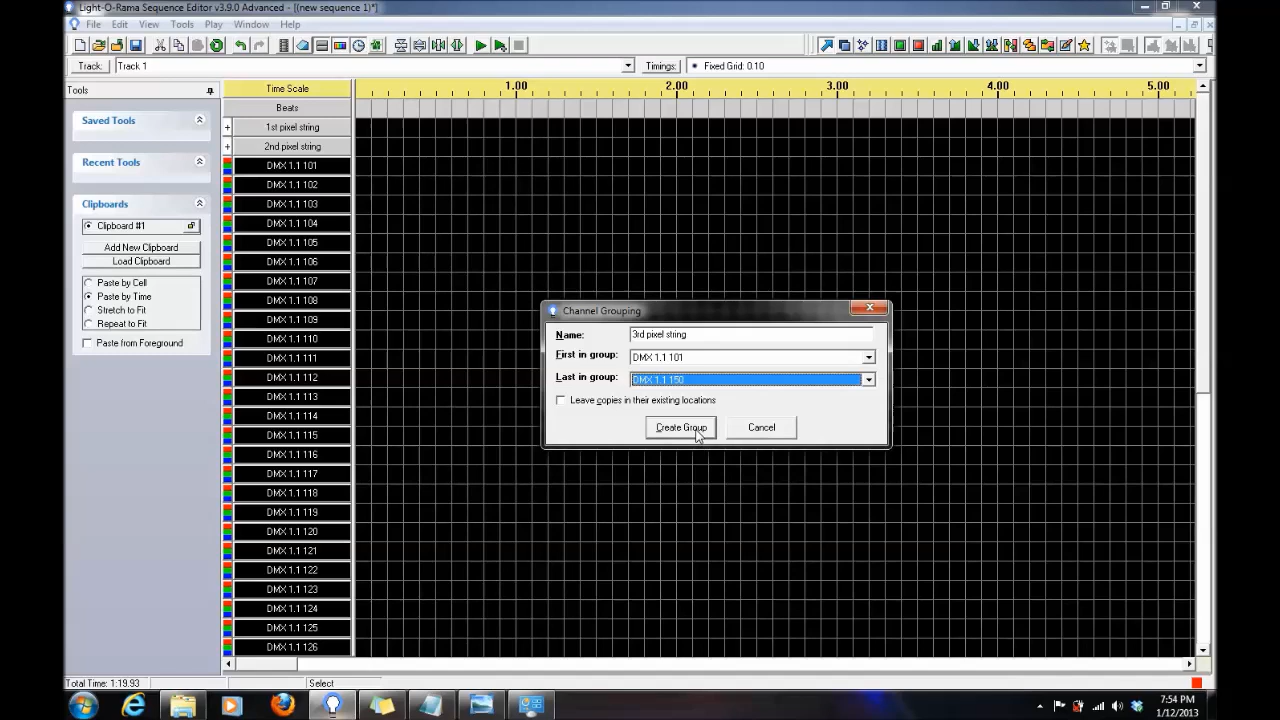 Light-O-Rama Sequence Editor v3.9.0 Advanced - [(new sequence 1)*]
File Edit View Tools Play Window Help
Track: Track 1 Timings: Fixed Grid: 0.10
Tools
Time Scale 1.00 2.00 3.00 4.00 5.00
Beats
Saved Tools
1st pixel string
2nd pixel string
Recent Tools
DMX 1.1 101
DMX 1.1 102
Clipboards
DMX 1.1 103
Clipboard #1
DMX 1.1 104
Add New Clipboard
DMX 1.1 105
Load Clipboard
DMX 1.1 106
Paste by Cell
DMX 1.1 107
Paste by Time
DMX 1.1 108
Stretch to Fit
DMX 1.1 109
Repeat to Fit
DMX 1.1 110
Paste from Foreground
DMX 1.1 111
DMX 1.1 112
DMX 1.1 113
DMX 1.1 114
DMX 1.1 115
DMX 1.1 116
DMX 1.1 117
DMX 1.1 118
DMX 1.1 119
DMX 1.1 120
DMX 1.1 121
DMX 1.1 122
DMX 1.1 123
DMX 1.1 124
DMX 1.1 125
DMX 1.1 126
Channel Grouping
Name: 3rd pixel string
First in group: DMX 1.1 101
Last in group: DMX 1.1 150
Leave copies in their existing locations
Create Group Cancel
Total Time: 1:19.93 Select
7:54 PM
1/12/2013